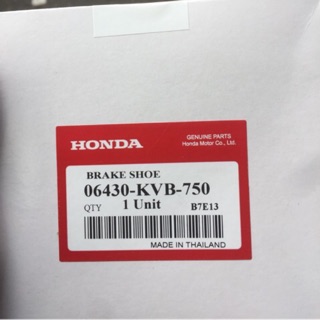 HONDA
GENUINE PARTS
Honda Motor Co., Ltd.
BRAKE SHOE
06430-KVB-750
QTY 1 Unit B7E13
MADE IN THAILAND